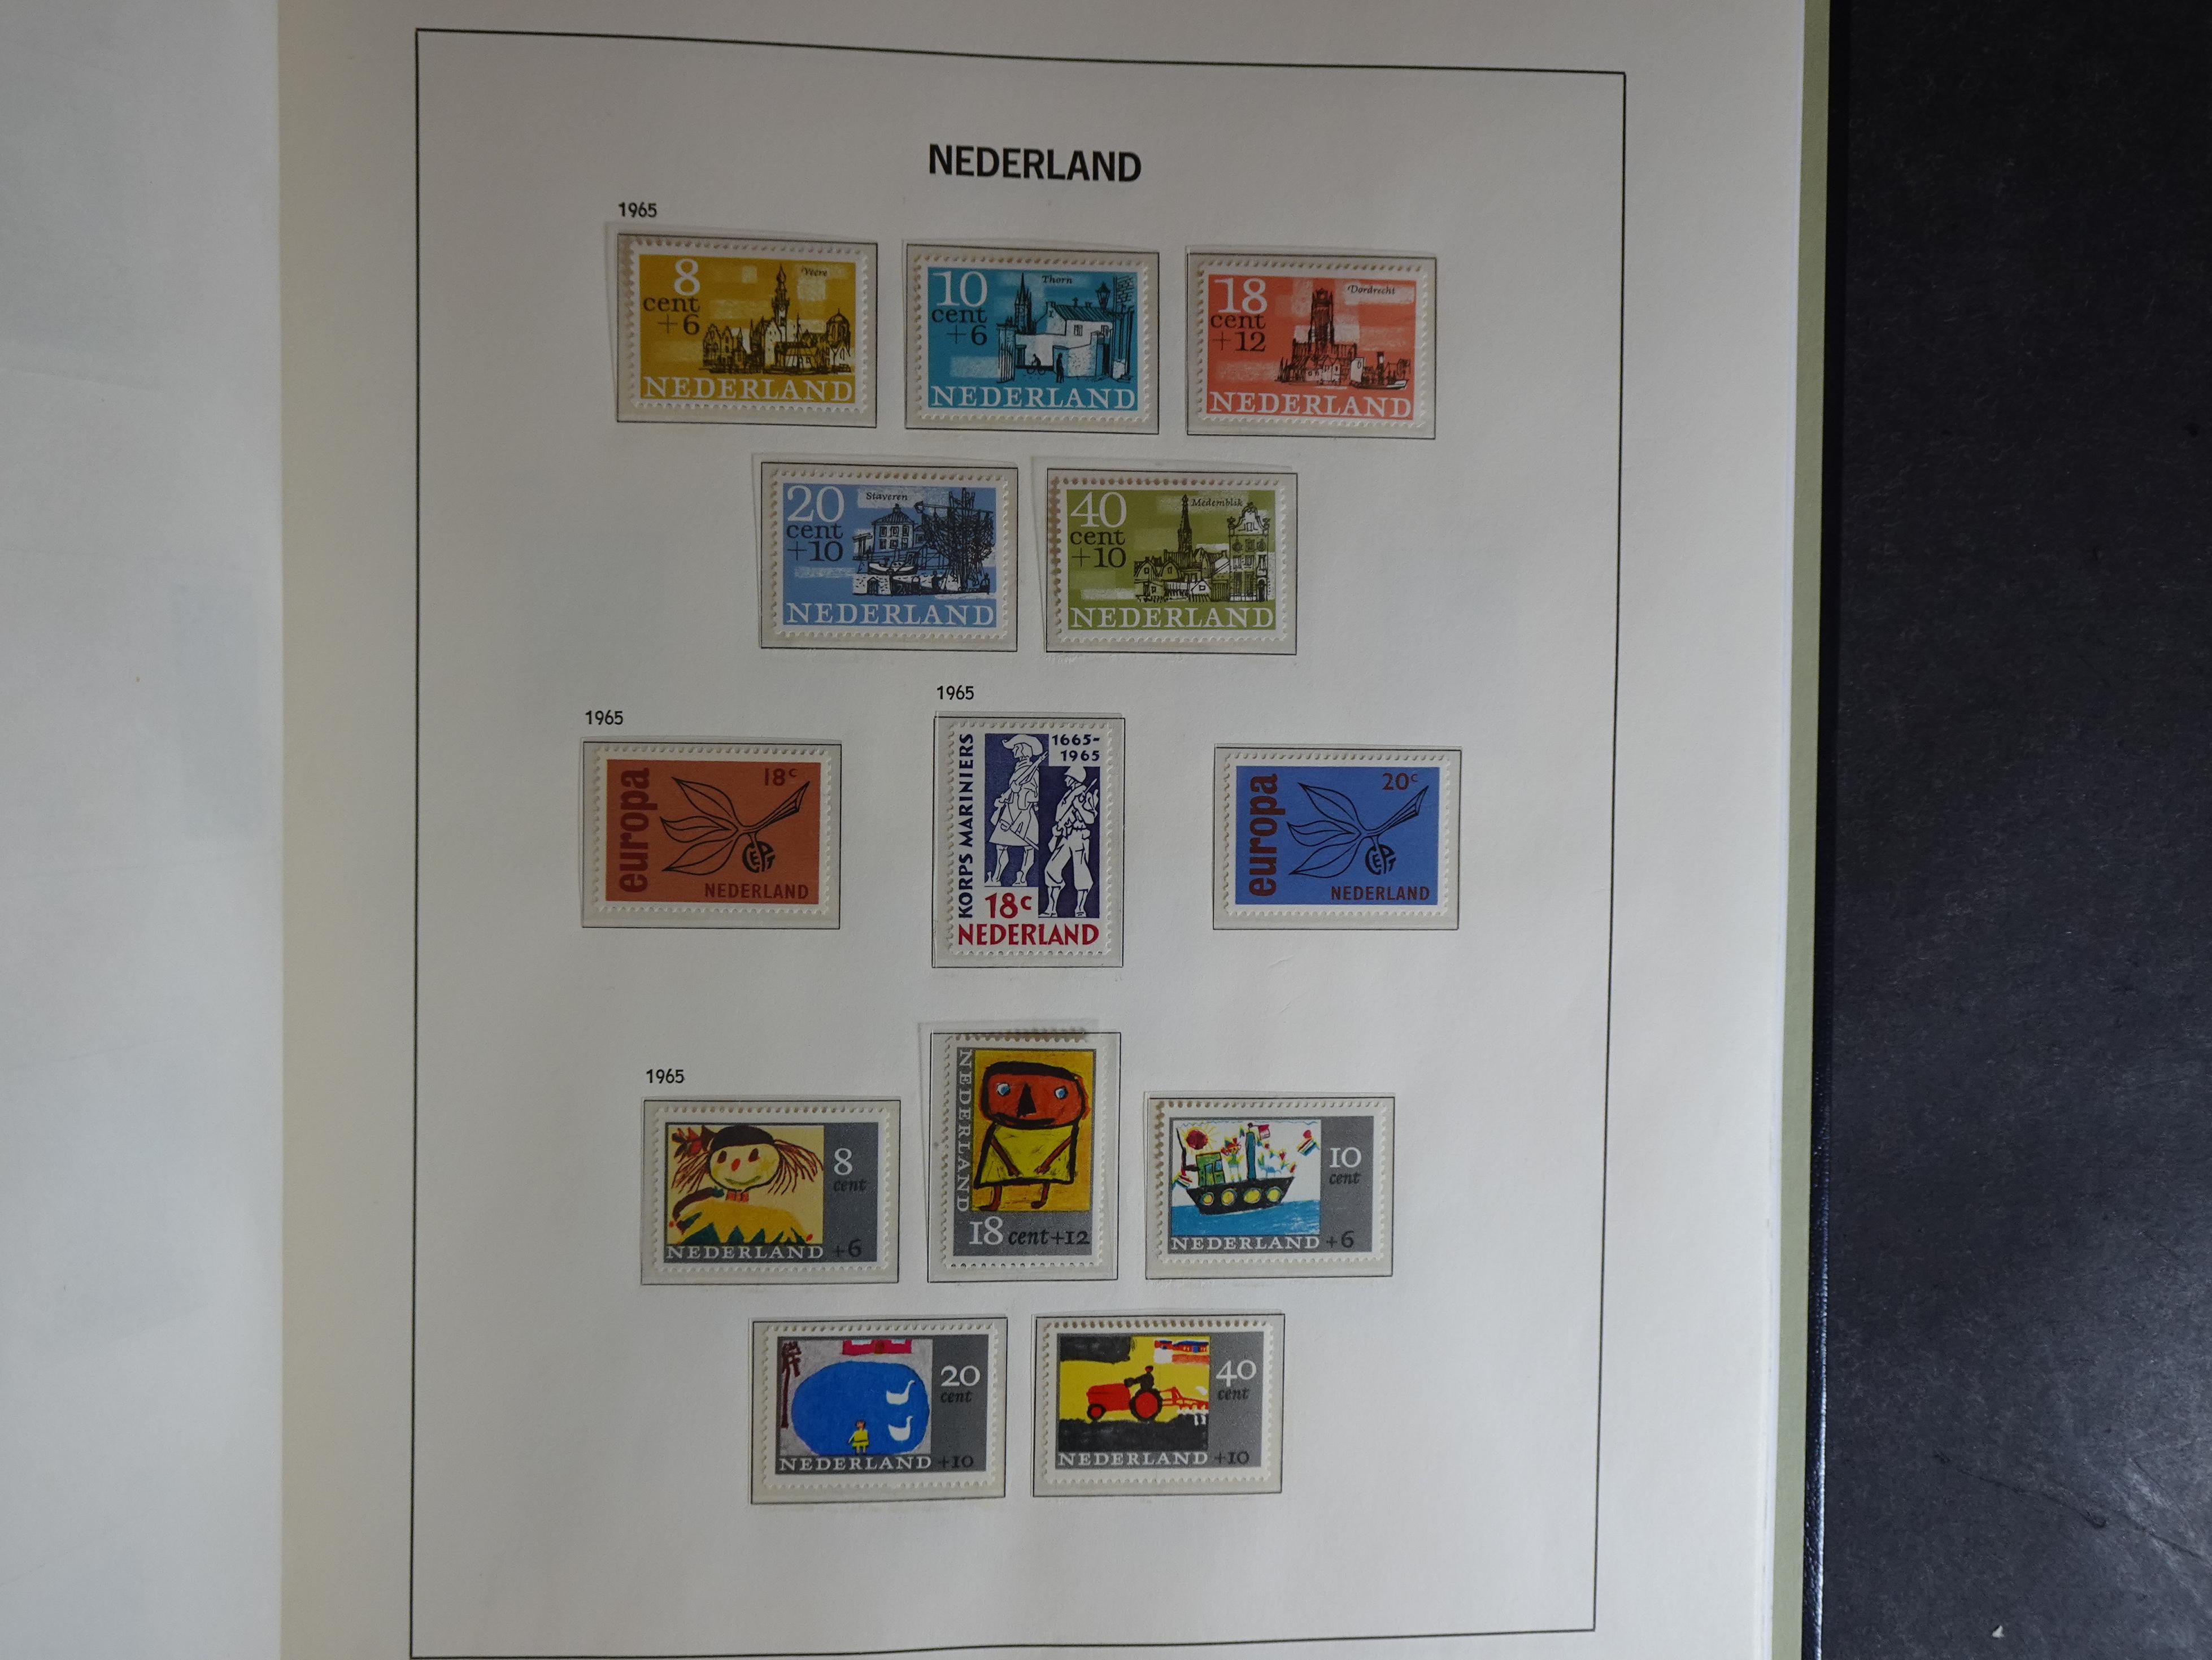 NEDERLAND
1965
8
cent
+6
Veere
NEDERLAND
10
cent
+6
Thorn
NEDERLAND
18
cent
+12
Dordrecht
NEDERLAND
20
cent
+10
Staveren
NEDERLAND
40
cent
+10
Medemblik
NEDERLAND
1965
europa
18c
CEPT
NEDERLAND
1965
KORPS MARINIERS
1665-
1965
18c
NEDERLAND
europa
20c
CEPT
NEDERLAND
1965
8
cent
NEDERLAND +6
NEDERLAND
18 cent +12
10
cent
NEDERLAND +6
20
cent
NEDERLAND +10
40
cent
NEDERLAND +10